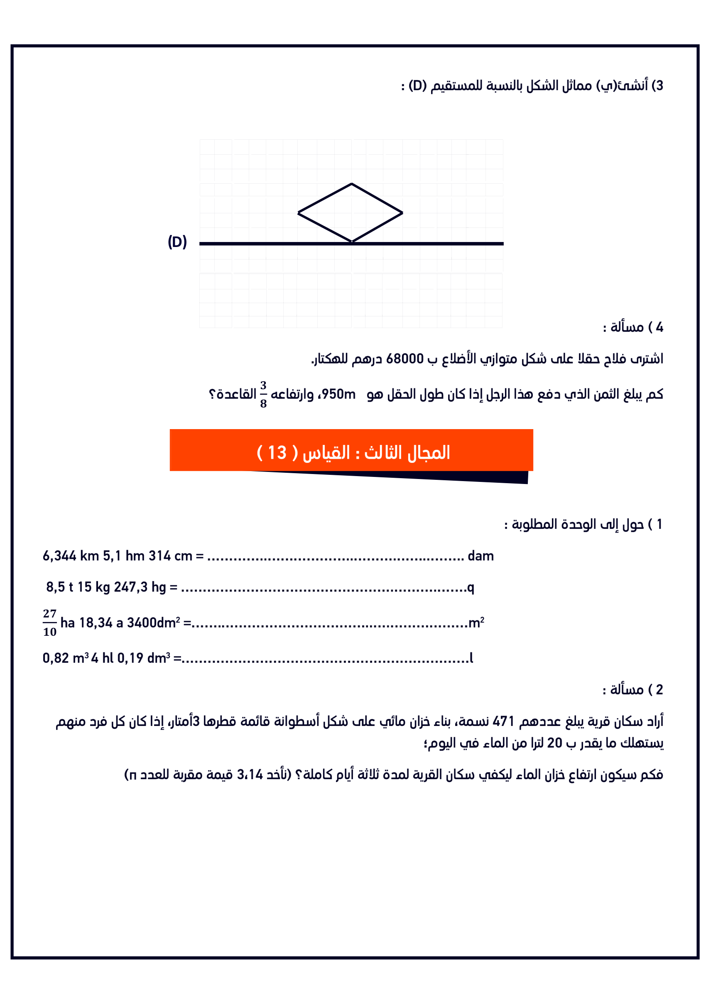 3) أنشئ(ي) مماثل الشكل بالنسبة للمستقيم (D) :
(D)
4 ) مسألة :
اشترى فلاح حقلا على شكل متوازي الأضلاع ب 68000 درهم للهكتار.
كم يبلغ الثمن الذي دفع هذا الرجل إذا كان طول الحقل هو 950m، وارتفاعه 3/8 القاعدة؟
المجال الثالث : القياس ( 13 )
1 ) حول إلى الوحدة المطلوبة :
6,344 km 5,1 hm 314 cm = ………………………………………………… dam
8,5 t 15 kg 247,3 hg = …………………………………………………………q
27/10 ha 18,34 a 3400dm² =………………………………………………………m²
0,82 m³ 4 hl 0,19 dm³ =…………………………………………………………l
2 ) مسألة :
أراد سكان قرية يبلغ عددهم 471 نسمة، بناء خزان مائي على شكل أسطوانة قائمة قطرها 3أمتار، إذا كان كل فرد منهم
يستهلك ما يقدر ب 20 لترا من الماء في اليوم؛
فكم سيكون ارتفاع خزان الماء ليكفي سكان القرية لمدة ثلاثة أيام كاملة؟ (نأخد 3،14 قيمة مقربة للعدد п)